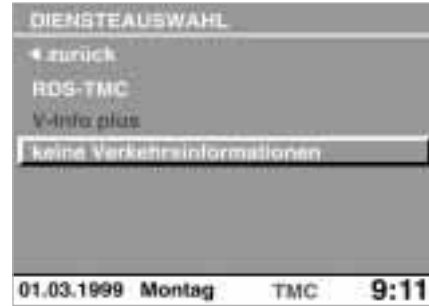 DIENSTEAUSWAHL
◄ zurück
RDS-TMC
V-Info plus
keine Verkehrsinformationen
01.03.1999 Montag TMC 9:11